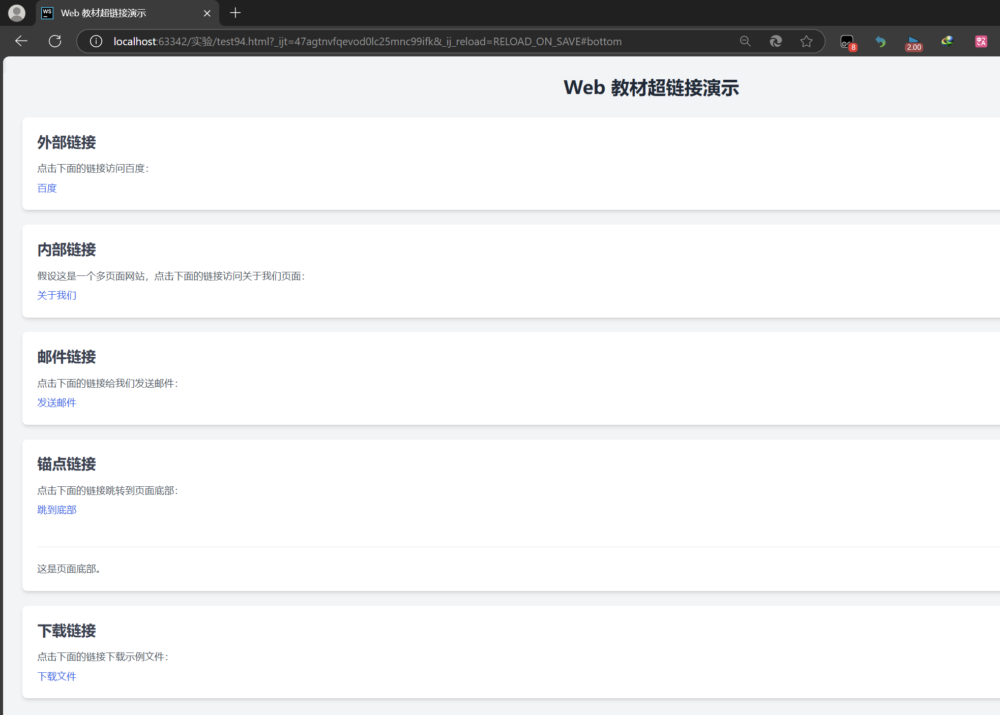 WS
Web 教材超链接演示
localhost:63342/实验/test94.html?_ijt=47agtnvfqevod0lc25mnc99ifk&_ij_reload=RELOAD_ON_SAVE#bottom
8
2.00
Web 教材超链接演示
外部链接
点击下面的链接访问百度：
百度
内部链接
假设这是一个多页面网站，点击下面的链接访问关于我们页面：
关于我们
邮件链接
点击下面的链接给我们发送邮件：
发送邮件
锚点链接
点击下面的链接跳转到页面底部：
跳到底部
这是页面底部。
下载链接
点击下面的链接下载示例文件：
下载文件